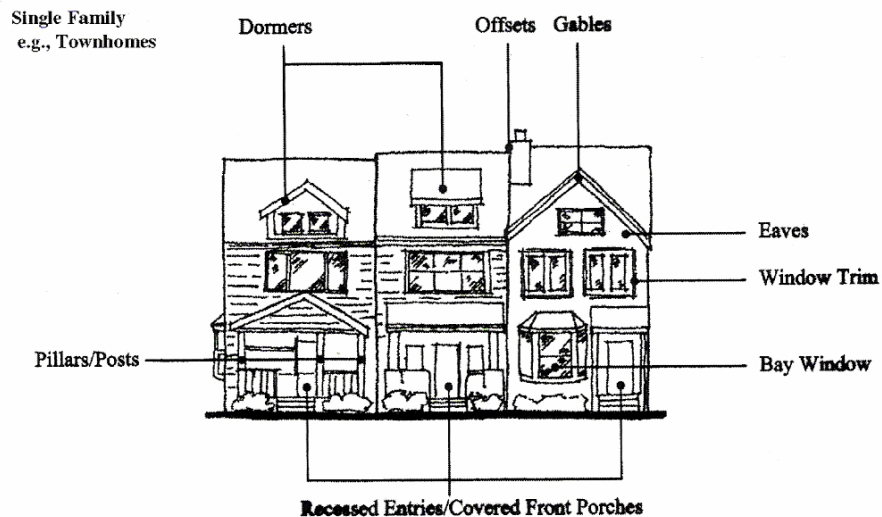 Single Family
e.g., Townhomes
Dormers
Offsets
Gables
Eaves
Window Trim
Pillars/Posts
Bay Window
Recessed Entries/Covered Front Porches